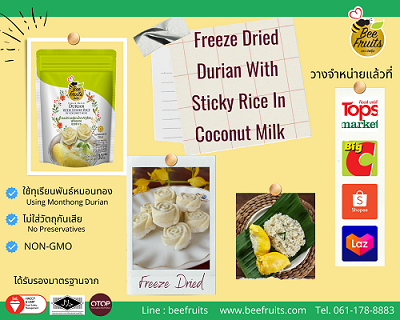 Bee
Fruits
Freeze Dried
Durian With
Sticky Rice In
Coconut Milk
วางจำหน่ายแล้วที่
Bee
Fruits
DURIAN
Tops
market
Big
C
Shopee
Laz
ใช้ทุเรียนพันธ์หมอนทอง
Using Monthong Durian
ไม่ใส่วัตถุกันเสีย
No Preservatives
NON-GMO
Freeze Dried
ได้รับรองมาตรฐานจาก
OTOP
Line : beefruits
www.beefruits.com
Tel. 061-178-8883